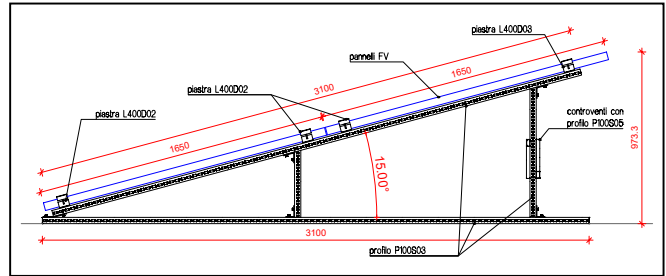 piastra L400D03
pannelli FV
3100
1650
piastra L400D02
piastra L400D02
1650
controventi con
profilo P100S05
973.3
15.00°
3100
profilo P100S03